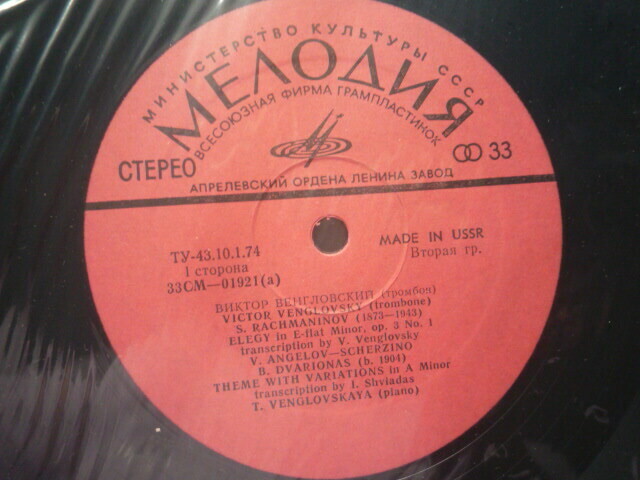 МИНИСТЕРСТВО КУЛЬТУРЫ СССР
МЕЛОДИЯ
ВСЕСОЮЗНАЯ ФИРМА ГРАМПЛАСТИНОК
СТЕРЕО
33
АПРЕЛЕВСКИЙ ОРДЕНА ЛЕНИНА ЗАВОД
ТУ-43.10.1.74
1 сторона
33СМ—01921(а)
MADE IN USSR
Вторая гр.
ВИКТОР ВЕНГЛОВСКИЙ (тромбон)
VICTOR VENGLOVSKY (trombone)
S. RACHMANINOV (1873—1943)
ELEGY in E-flat Minor, op. 3 No. 1
transcription by V. Venglovsky
V. ANGELOV—SCHERZINO
B. DVARIONAS (b. 1904)
THEME WITH VARIATIONS in A Minor
transcription by I. Shviadas
T. VENGLOVSKAYA (piano)